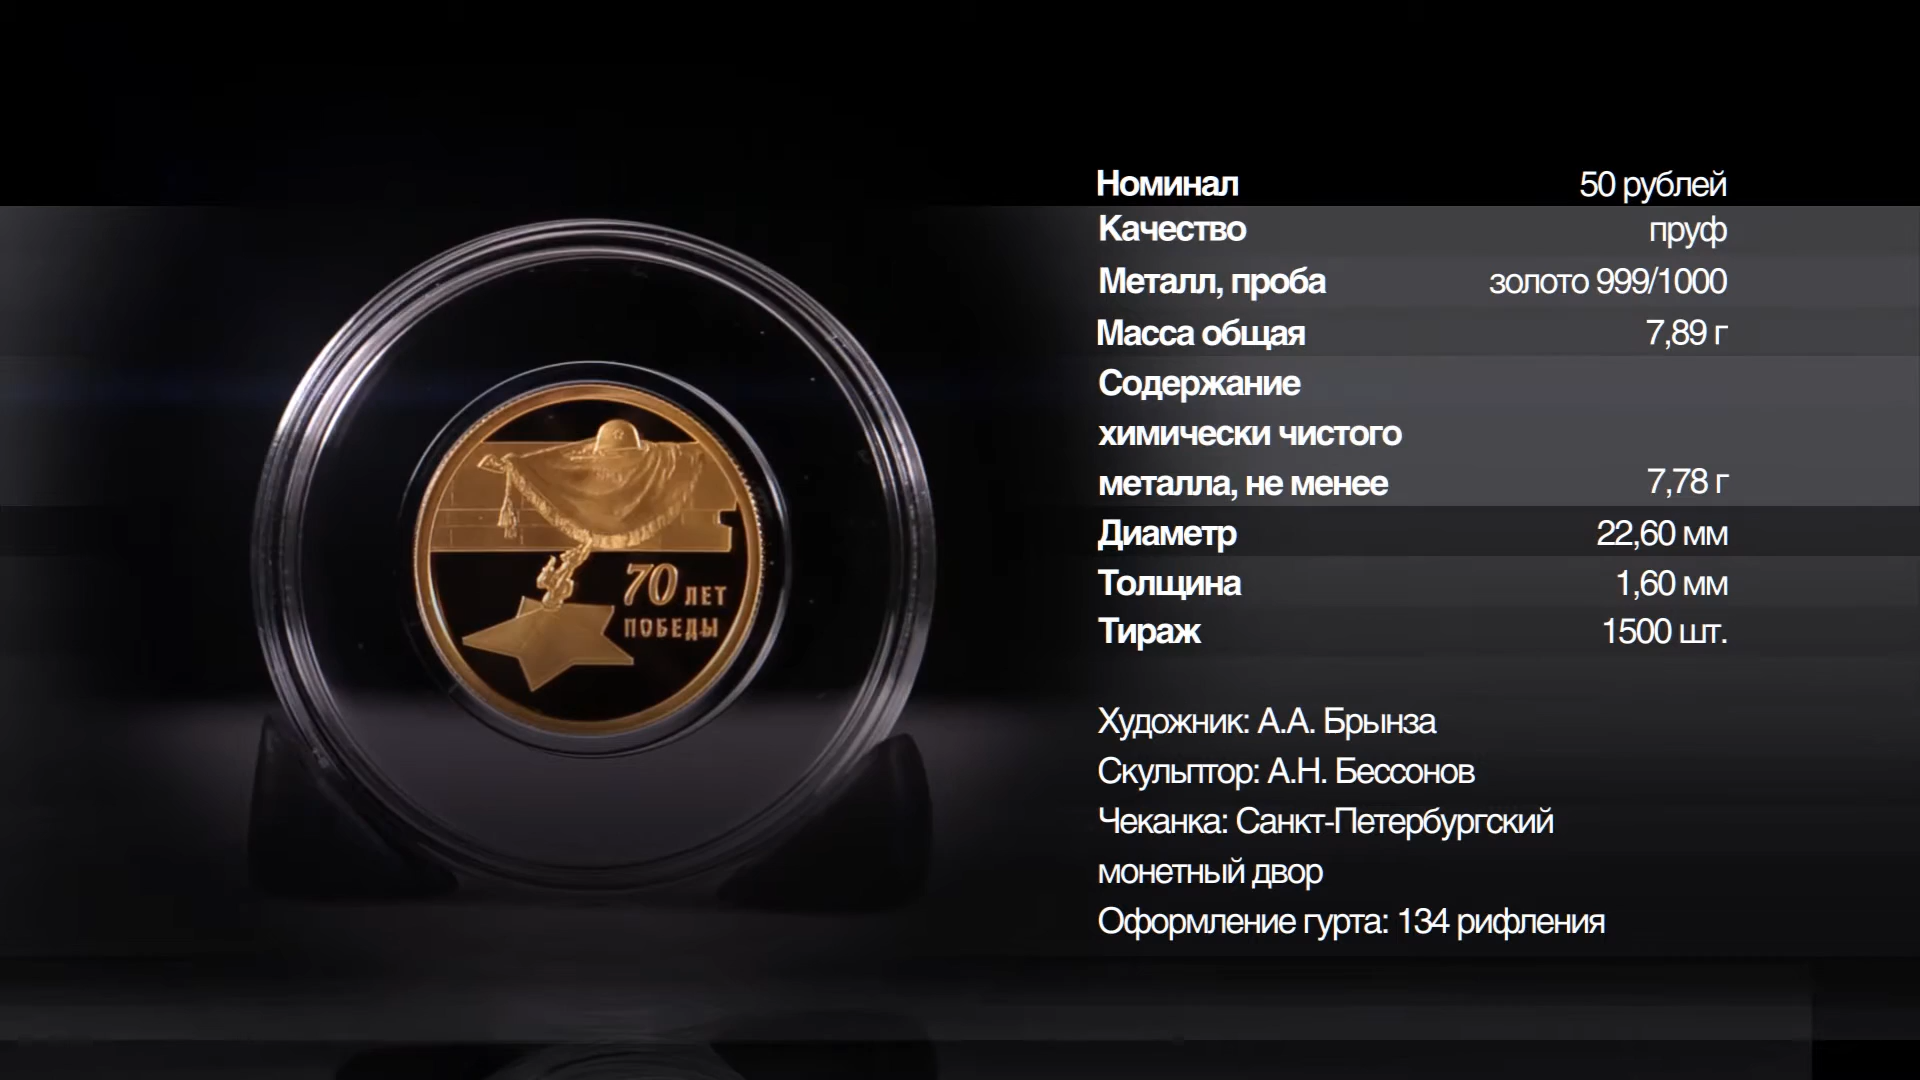 Номинал 50 рублей
Качество пруф
Металл, проба золото 999/1000
Масса общая 7,89 г
Содержание
химически чистого
металла, не менее 7,78 г
Диаметр 22,60 мм
Толщина 1,60 мм
Тираж 1500 шт.
Художник: А.А. Брынза
Скульптор: А.Н. Бессонов
Чеканка: Санкт-Петербургский
монетный двор
Оформление гурта: 134 рифления
70 ЛЕТ
ПОБЕДЫ